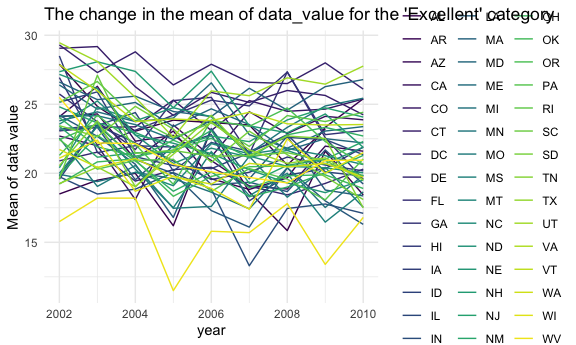 The change in the mean of data_value for the 'Excellent' category
Mean of data value
30
25
20
15
2002
2004
2006
2008
2010
year
AL
AR
AZ
CA
CO
CT
DC
DE
FL
GA
HI
IA
ID
IL
IN
LA
MA
MD
ME
MI
MN
MO
MS
MT
NC
ND
NE
NH
NJ
NM
OH
OK
OR
PA
RI
SC
SD
TN
TX
UT
VA
VT
WA
WI
WV